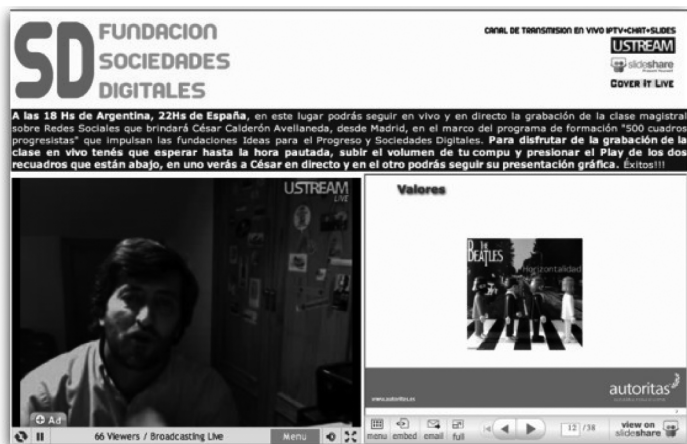 SD FUNDACION
SOCIEDADES
DIGITALES
CANAL DE TRANSMISION EN VIVO IPTV+CHAT+SLIDES
USTREAM
slideshare
COVER IT LIVE
A las 18 Hs de Argentina, 22Hs de España, en este lugar podrás seguir en vivo y en directo la grabación de la clase magistral
sobre Redes Sociales que brindará César Calderón Avellaneda, desde Madrid, en el marco del programa de formación "500 cuadros
progresistas" que impulsan las fundaciones Ideas para el Progreso y Sociedades Digitales. Para disfrutar de la grabación de la
clase en vivo tenés que esperar hasta la hora pautada, subir el volumen de tu compu y presionar el Play de los dos
recuadros que están abajo, en uno verás a César en directo y en el otro podrás seguir su presentación gráfica. Éxitos!!!
USTREAM
LIVE
Ad
66 Viewers / Broadcasting Live
Menu
Valores
THE
BEATLES
Horizontalidad
autoritas
www.autoritas.es
menu embed email full
12 /38
view on
slideshare